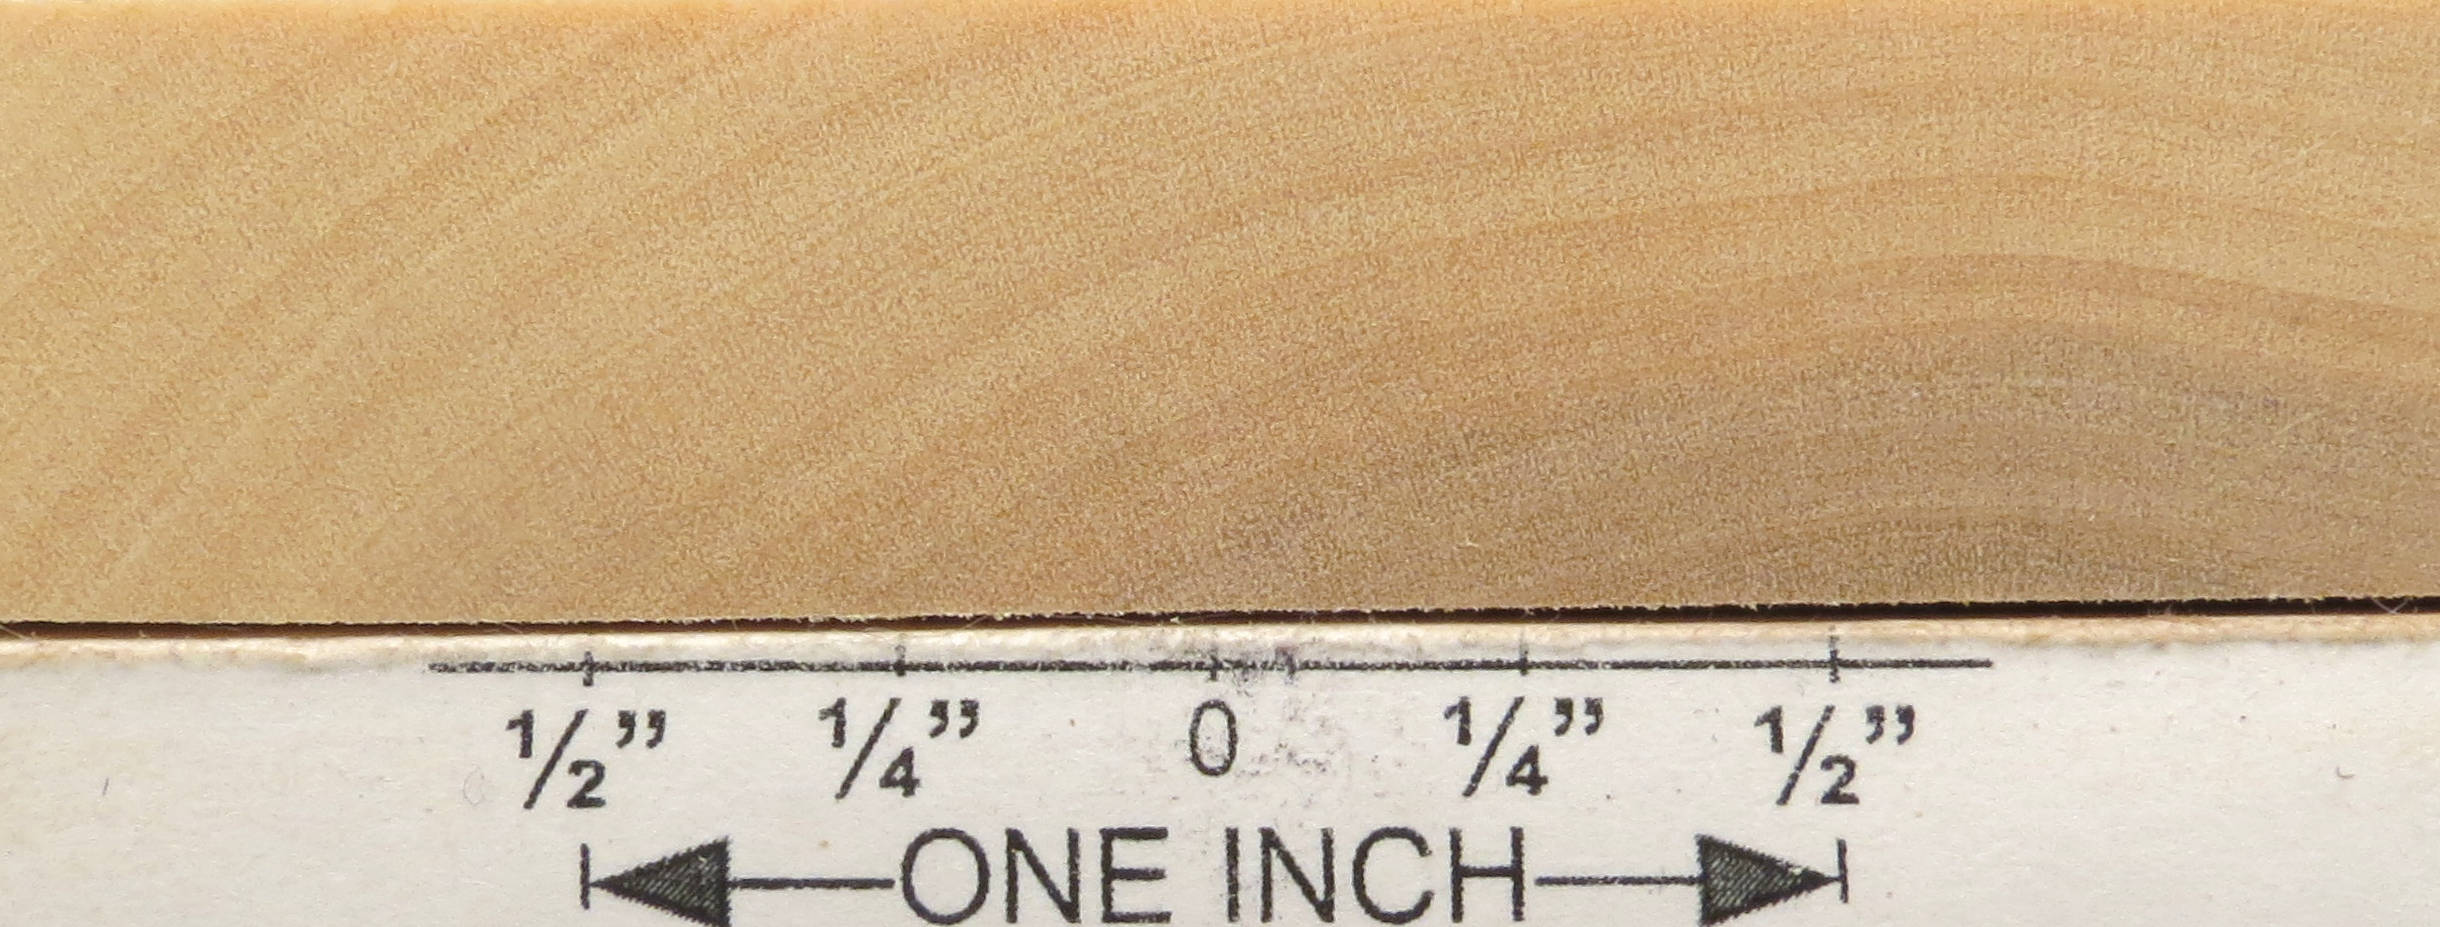 ½” ¼” 0 ¼” ½”
ONE INCH